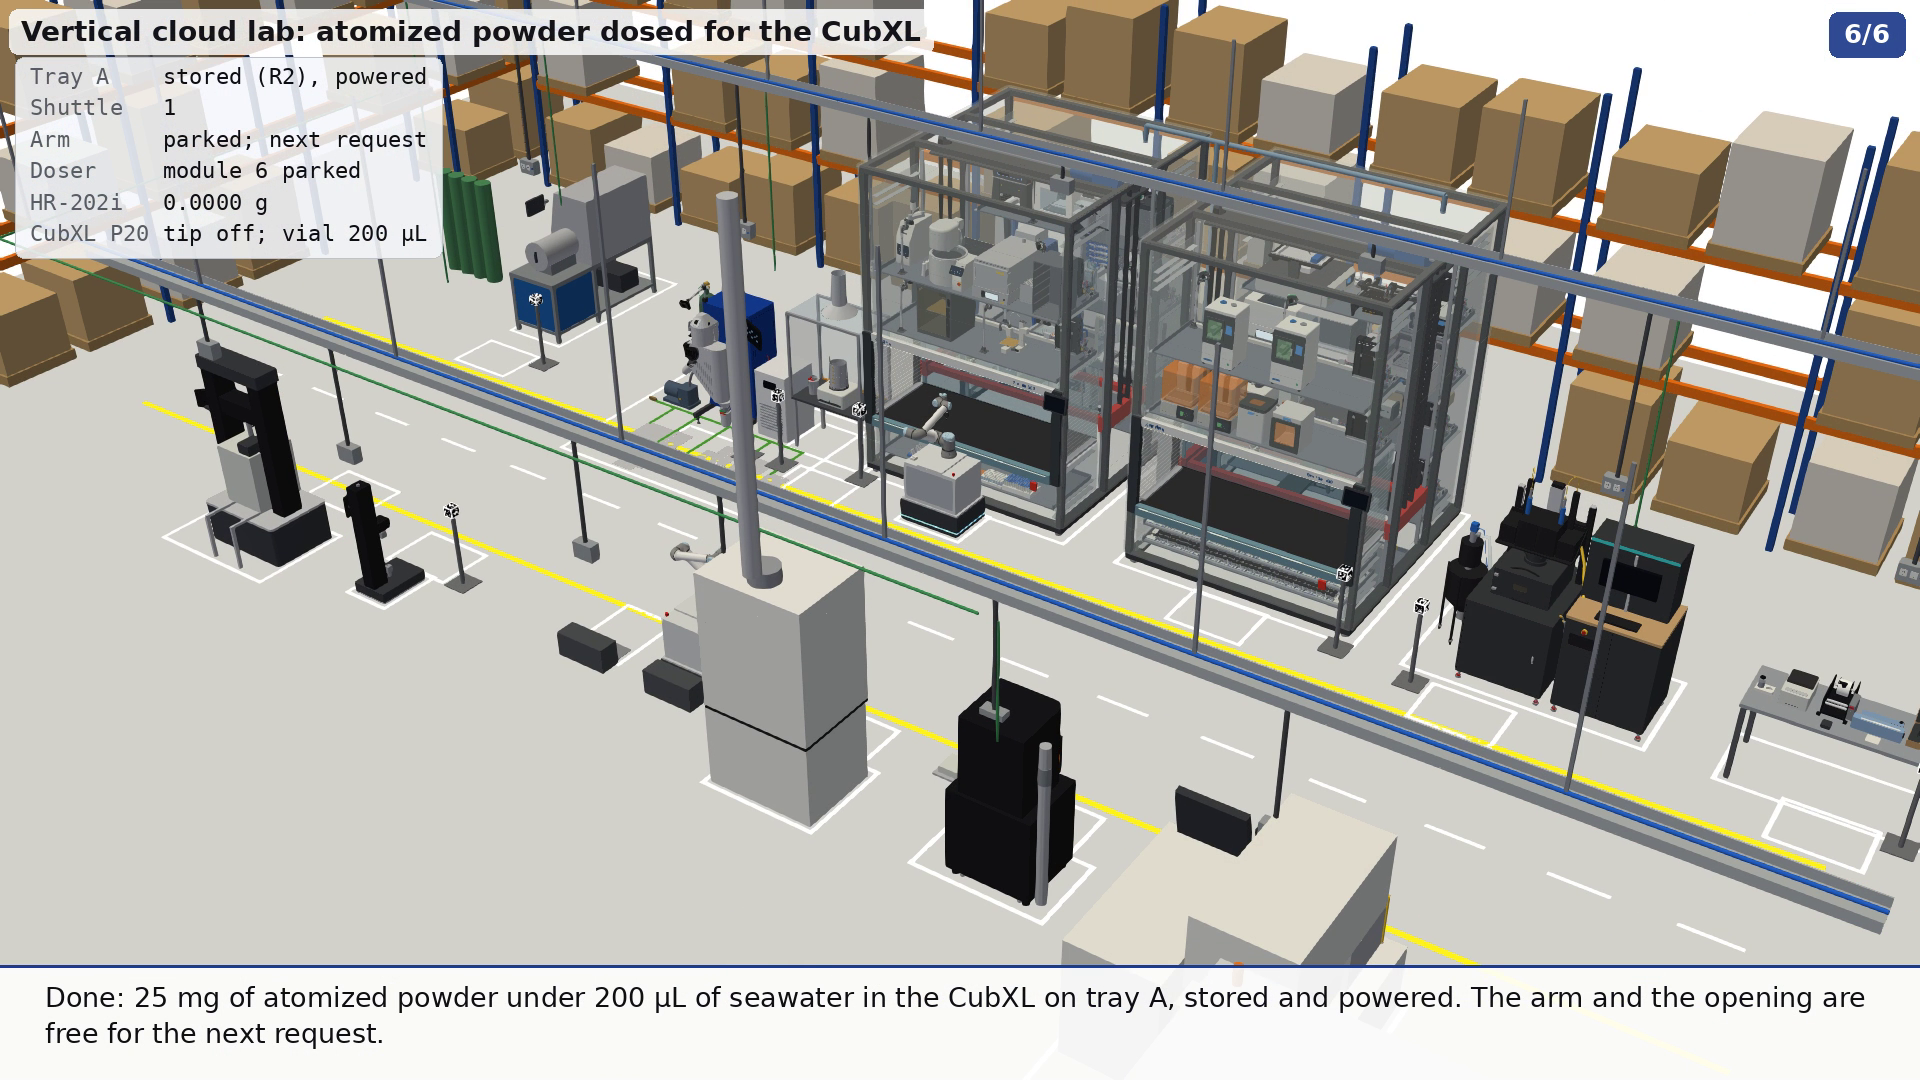 Vertical cloud lab: atomized powder dosed for the CubXL
6/6
Tray A stored (R2), powered
Shuttle 1
Arm parked; next request
Doser module 6 parked
HR-202i 0.0000 g
CubXL P20 tip off; vial 200 µL
Done: 25 mg of atomized powder under 200 µL of seawater in the CubXL on tray A, stored and powered. The arm and the opening are
free for the next request.